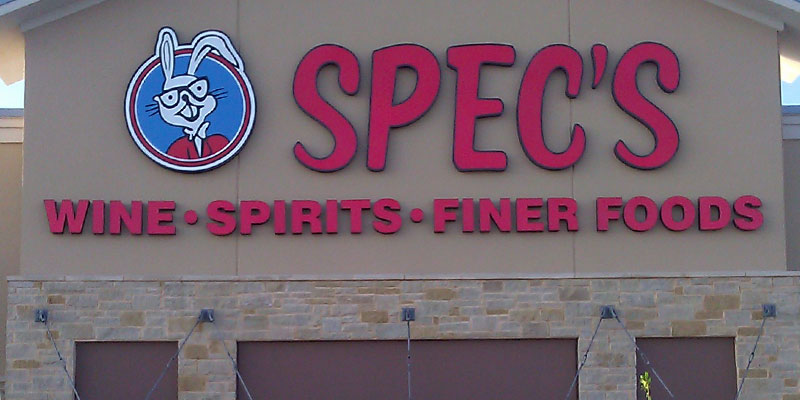 SPEC'S
WINE • SPIRITS • FINER FOODS